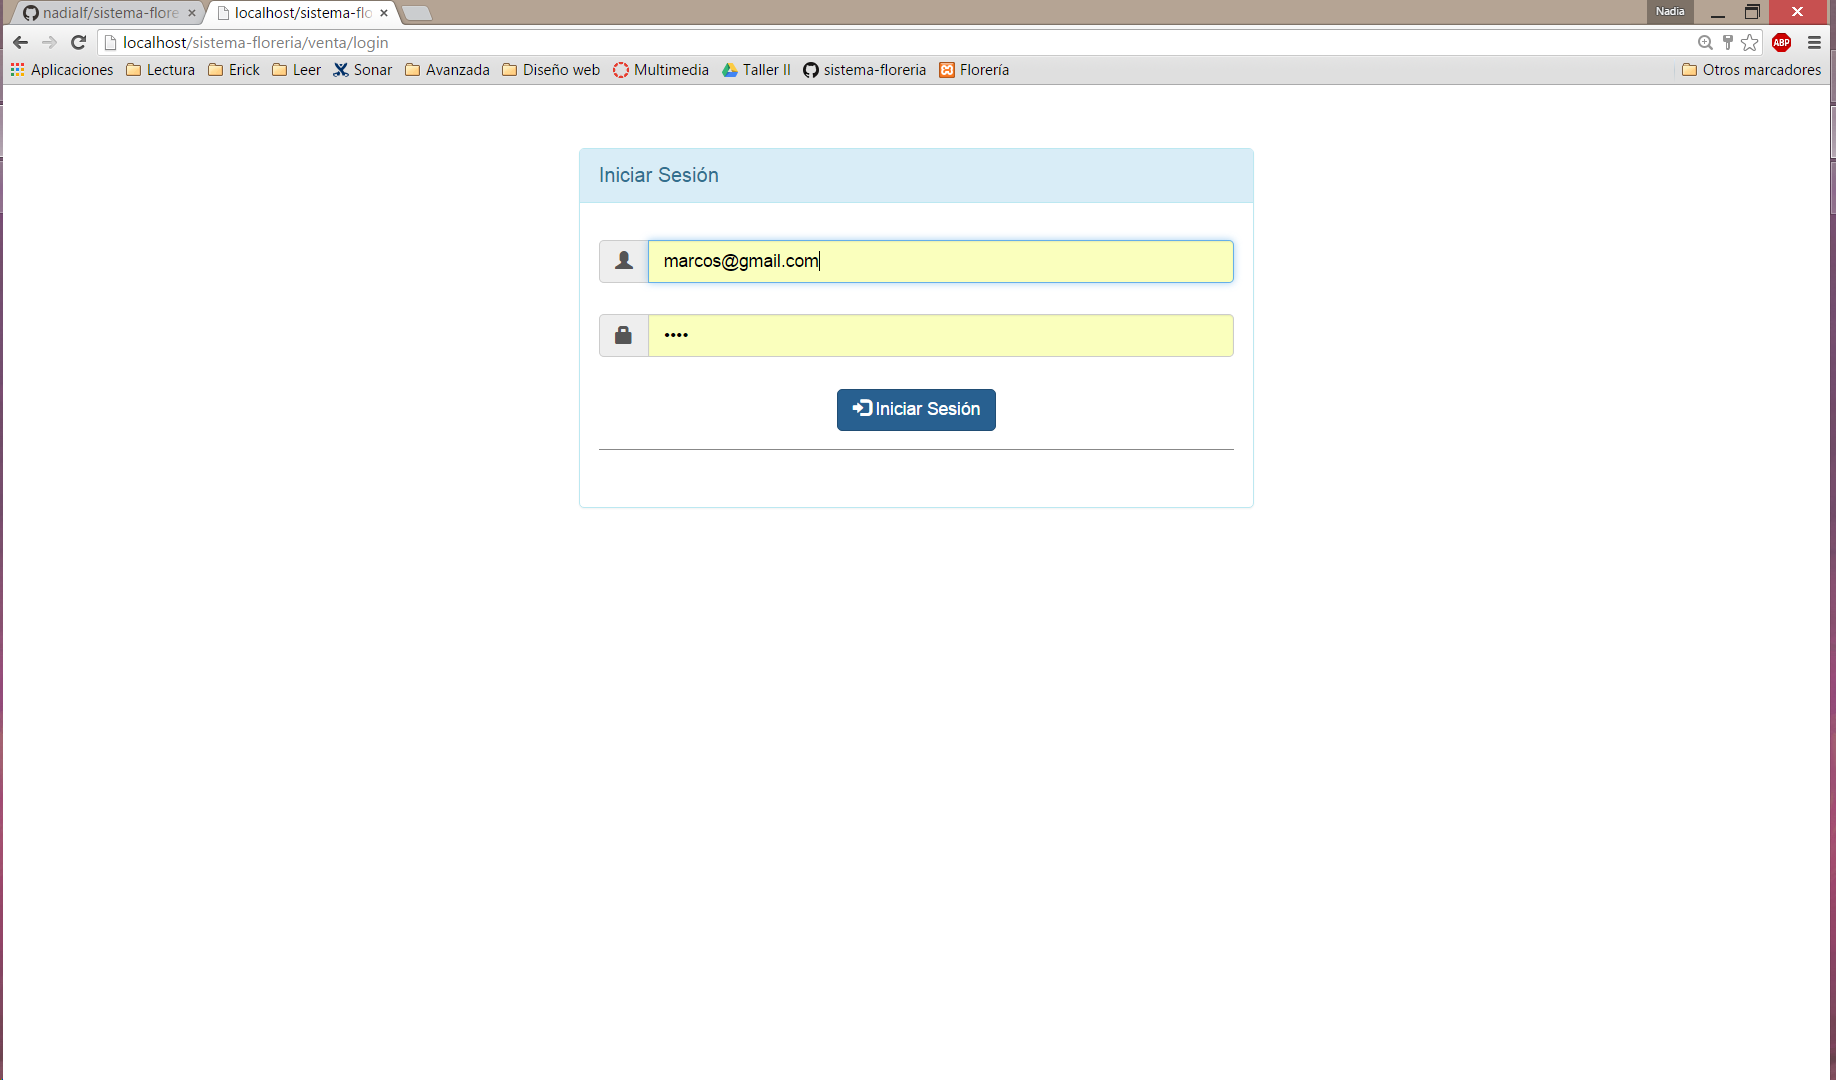 nadialf/sistema-flore
localhost/sistema-flo
Nadia
localhost/sistema-floreria/venta/login
ABP
Aplicaciones Lectura Erick Leer Sonar Avanzada Diseño web Multimedia Taller II sistema-floreria Florería Otros marcadores
Iniciar Sesión
marcos@gmail.com
••••
Iniciar Sesión